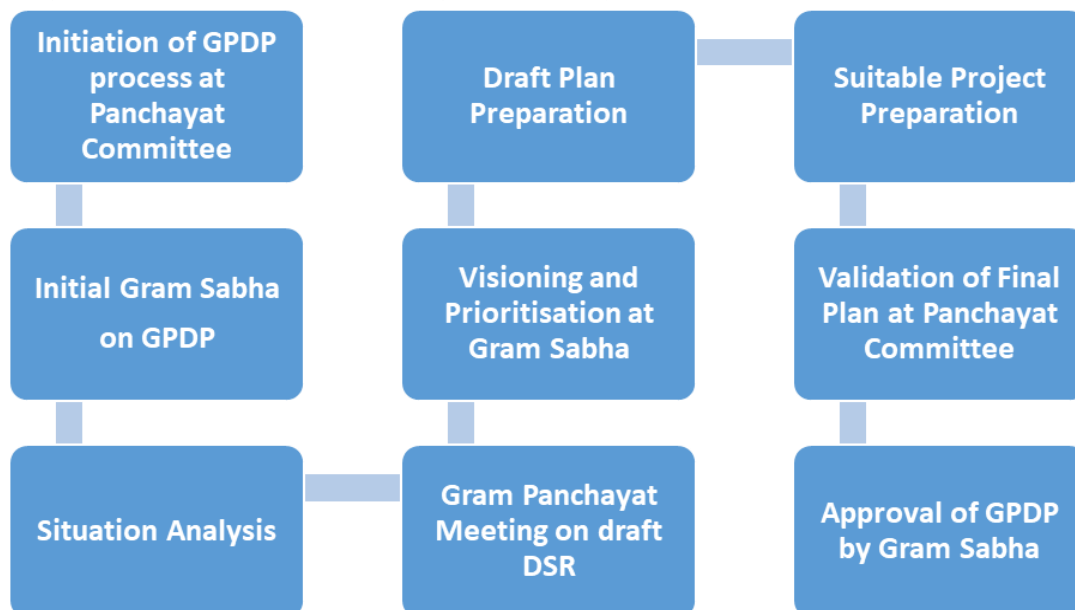 Initiation of GPDP
process at
Panchayat
Committee
Initial Gram Sabha
on GPDP
Situation Analysis
Gram Panchayat
Meeting on draft
DSR
Visioning and
Prioritisation at
Gram Sabha
Draft Plan
Preparation
Suitable Project
Preparation
Validation of Final
Plan at Panchayat
Committee
Approval of GPDP
by Gram Sabha